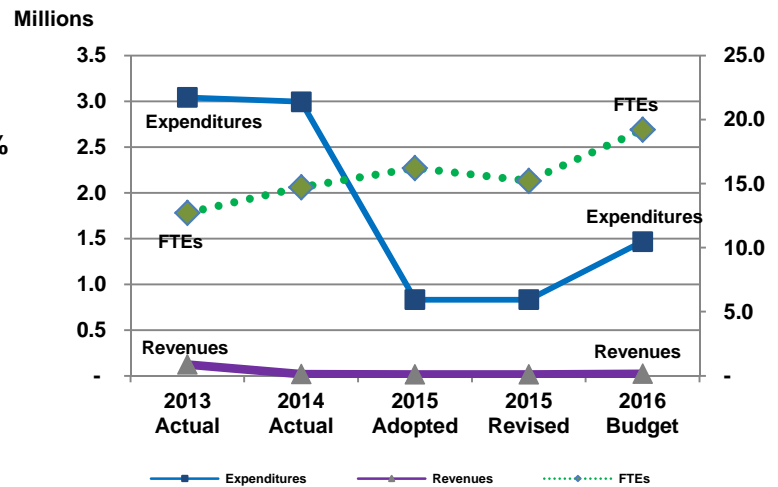 Millions
3.5 25.0
3.0
Expenditures FTEs
20.0
% 2.5
2.0 15.0
FTEs
1.5 Expenditures
10.0
1.0
5.0
0.5
Revenues Revenues
- -
2013 2014 2015 2015 2016
Actual Actual Adopted Revised Budget
Expenditures Revenues FTEs